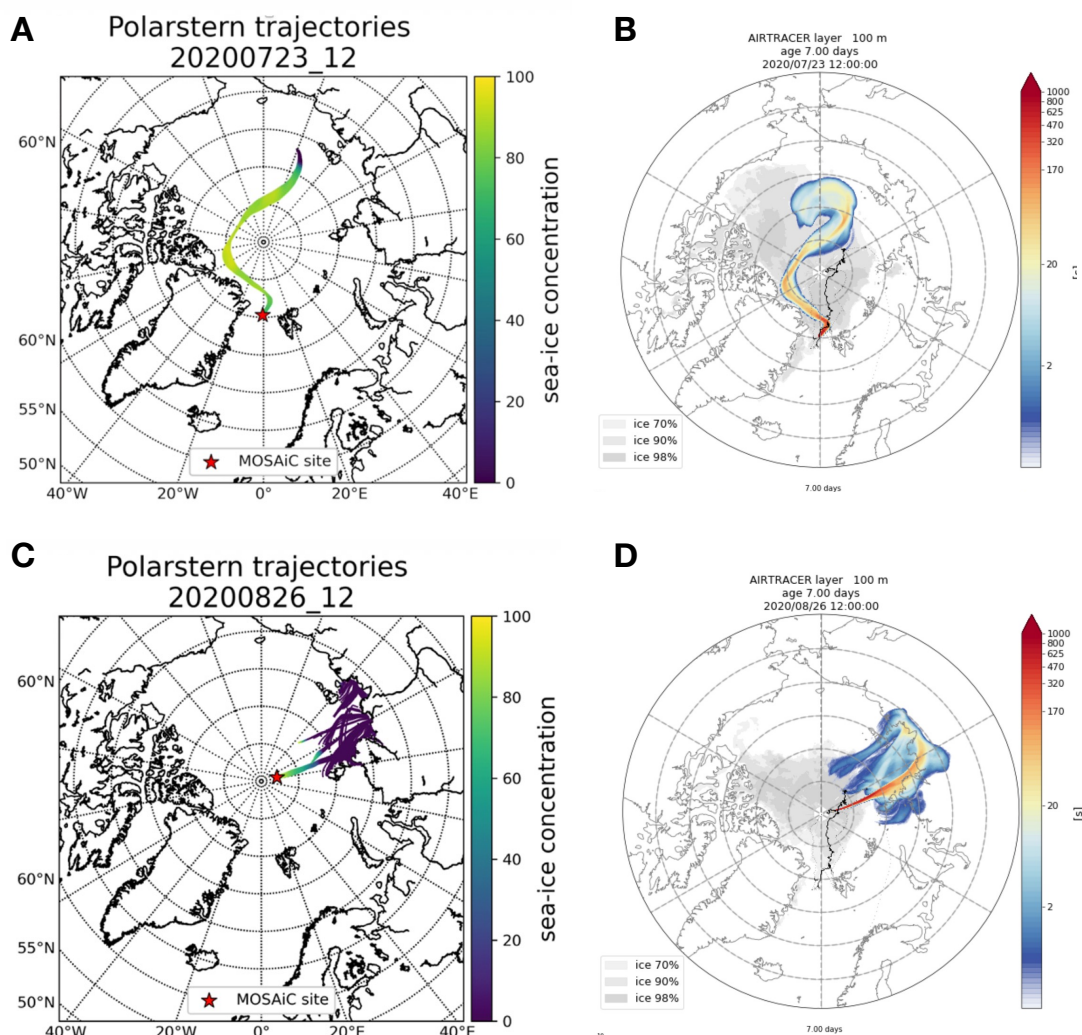 A
Polarstern trajectories
20200723_12
60°N
60°N
55°N
50°N
40°W
20°W
0°
20°E
40°E
MOSAiC site
100
80
60
40
20
0
sea-ice concentration
B
AIRTRACER layer 100 m
age 7.00 days
2020/07/23 12:00:00
ice 70%
ice 90%
ice 98%
7.00 days
1000
800
625
470
320
170
20
2
[s]
C
Polarstern trajectories
20200826_12
60°N
60°N
55°N
50°N
40°W
20°W
0°
20°E
40°E
MOSAiC site
100
80
60
40
20
0
sea-ice concentration
D
AIRTRACER layer 100 m
age 7.00 days
2020/08/26 12:00:00
ice 70%
ice 90%
ice 98%
7.00 days
1000
800
625
470
320
170
20
2
[s]